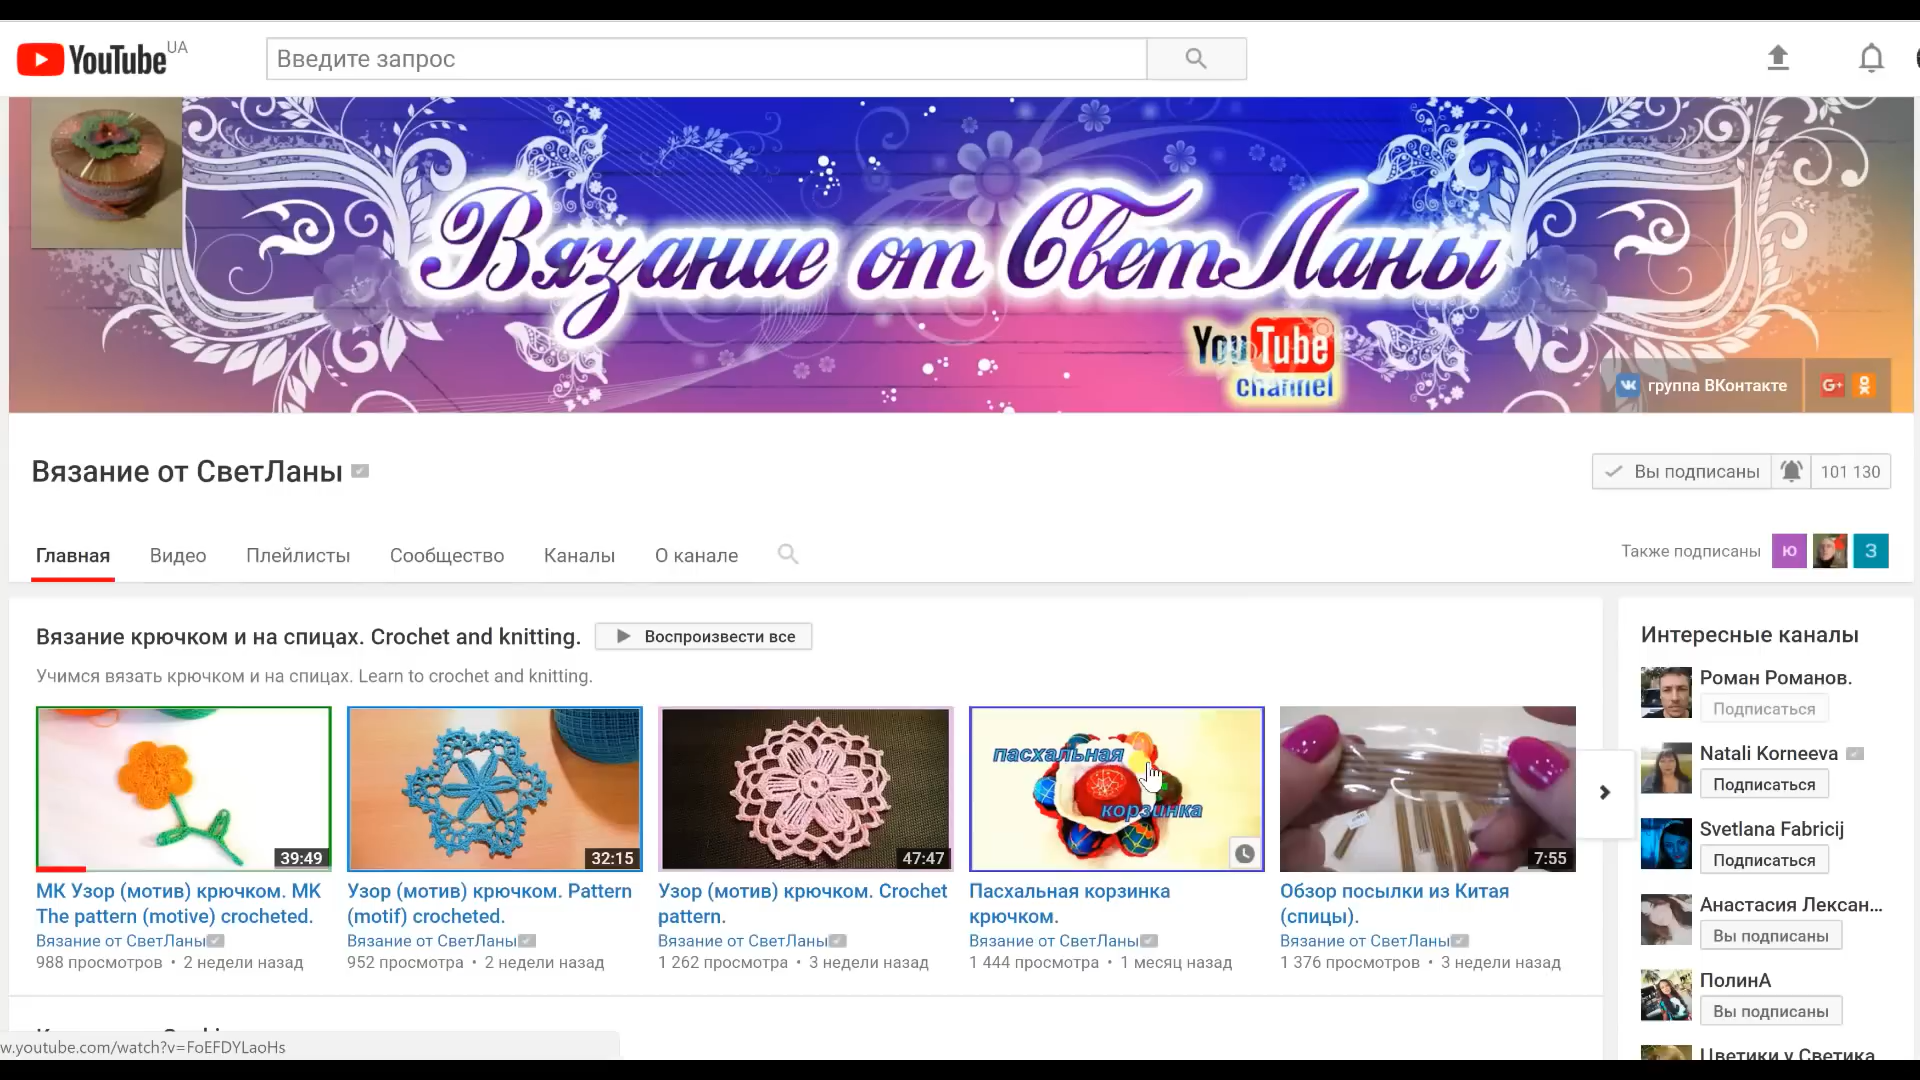 YouTube UA
Введите запрос
Вязание от СветЛаны
You Tube
channel
группа ВКонтакте
G+
Вязание от СветЛаны
Вы подписаны
101 130
Главная
Видео
Плейлисты
Сообщество
Каналы
О канале
Также подписаны
Ю
З
Вязание крючком и на спицах. Crochet and knitting.
Воспроизвести все
Учимся вязать крючком и на спицах. Learn to crochet and knitting.
39:49
МК Узор (мотив) крючком. MK
The pattern (motive) crocheted.
Вязание от СветЛаны
988 просмотров • 2 недели назад
32:15
Узор (мотив) крючком. Pattern
(motif) crocheted.
Вязание от СветЛаны
952 просмотра • 2 недели назад
47:47
Узор (мотив) крючком. Crochet
pattern.
Вязание от СветЛаны
1 262 просмотра • 3 недели назад
пасхальная
корзинка
Пасхальная корзинка
крючком.
Вязание от СветЛаны
1 444 просмотра • 1 месяц назад
7:55
Обзор посылки из Китая
(спицы).
Вязание от СветЛаны
1 376 просмотров • 3 недели назад
Интересные каналы
Роман Романов.
Подписаться
Natali Korneeva
Подписаться
Svetlana Fabricij
Подписаться
Анастасия Лексан...
Вы подписаны
ПолинА
Вы подписаны
Цветики у Светика
w.youtube.com/watch?v=FoEFDYLaoHs